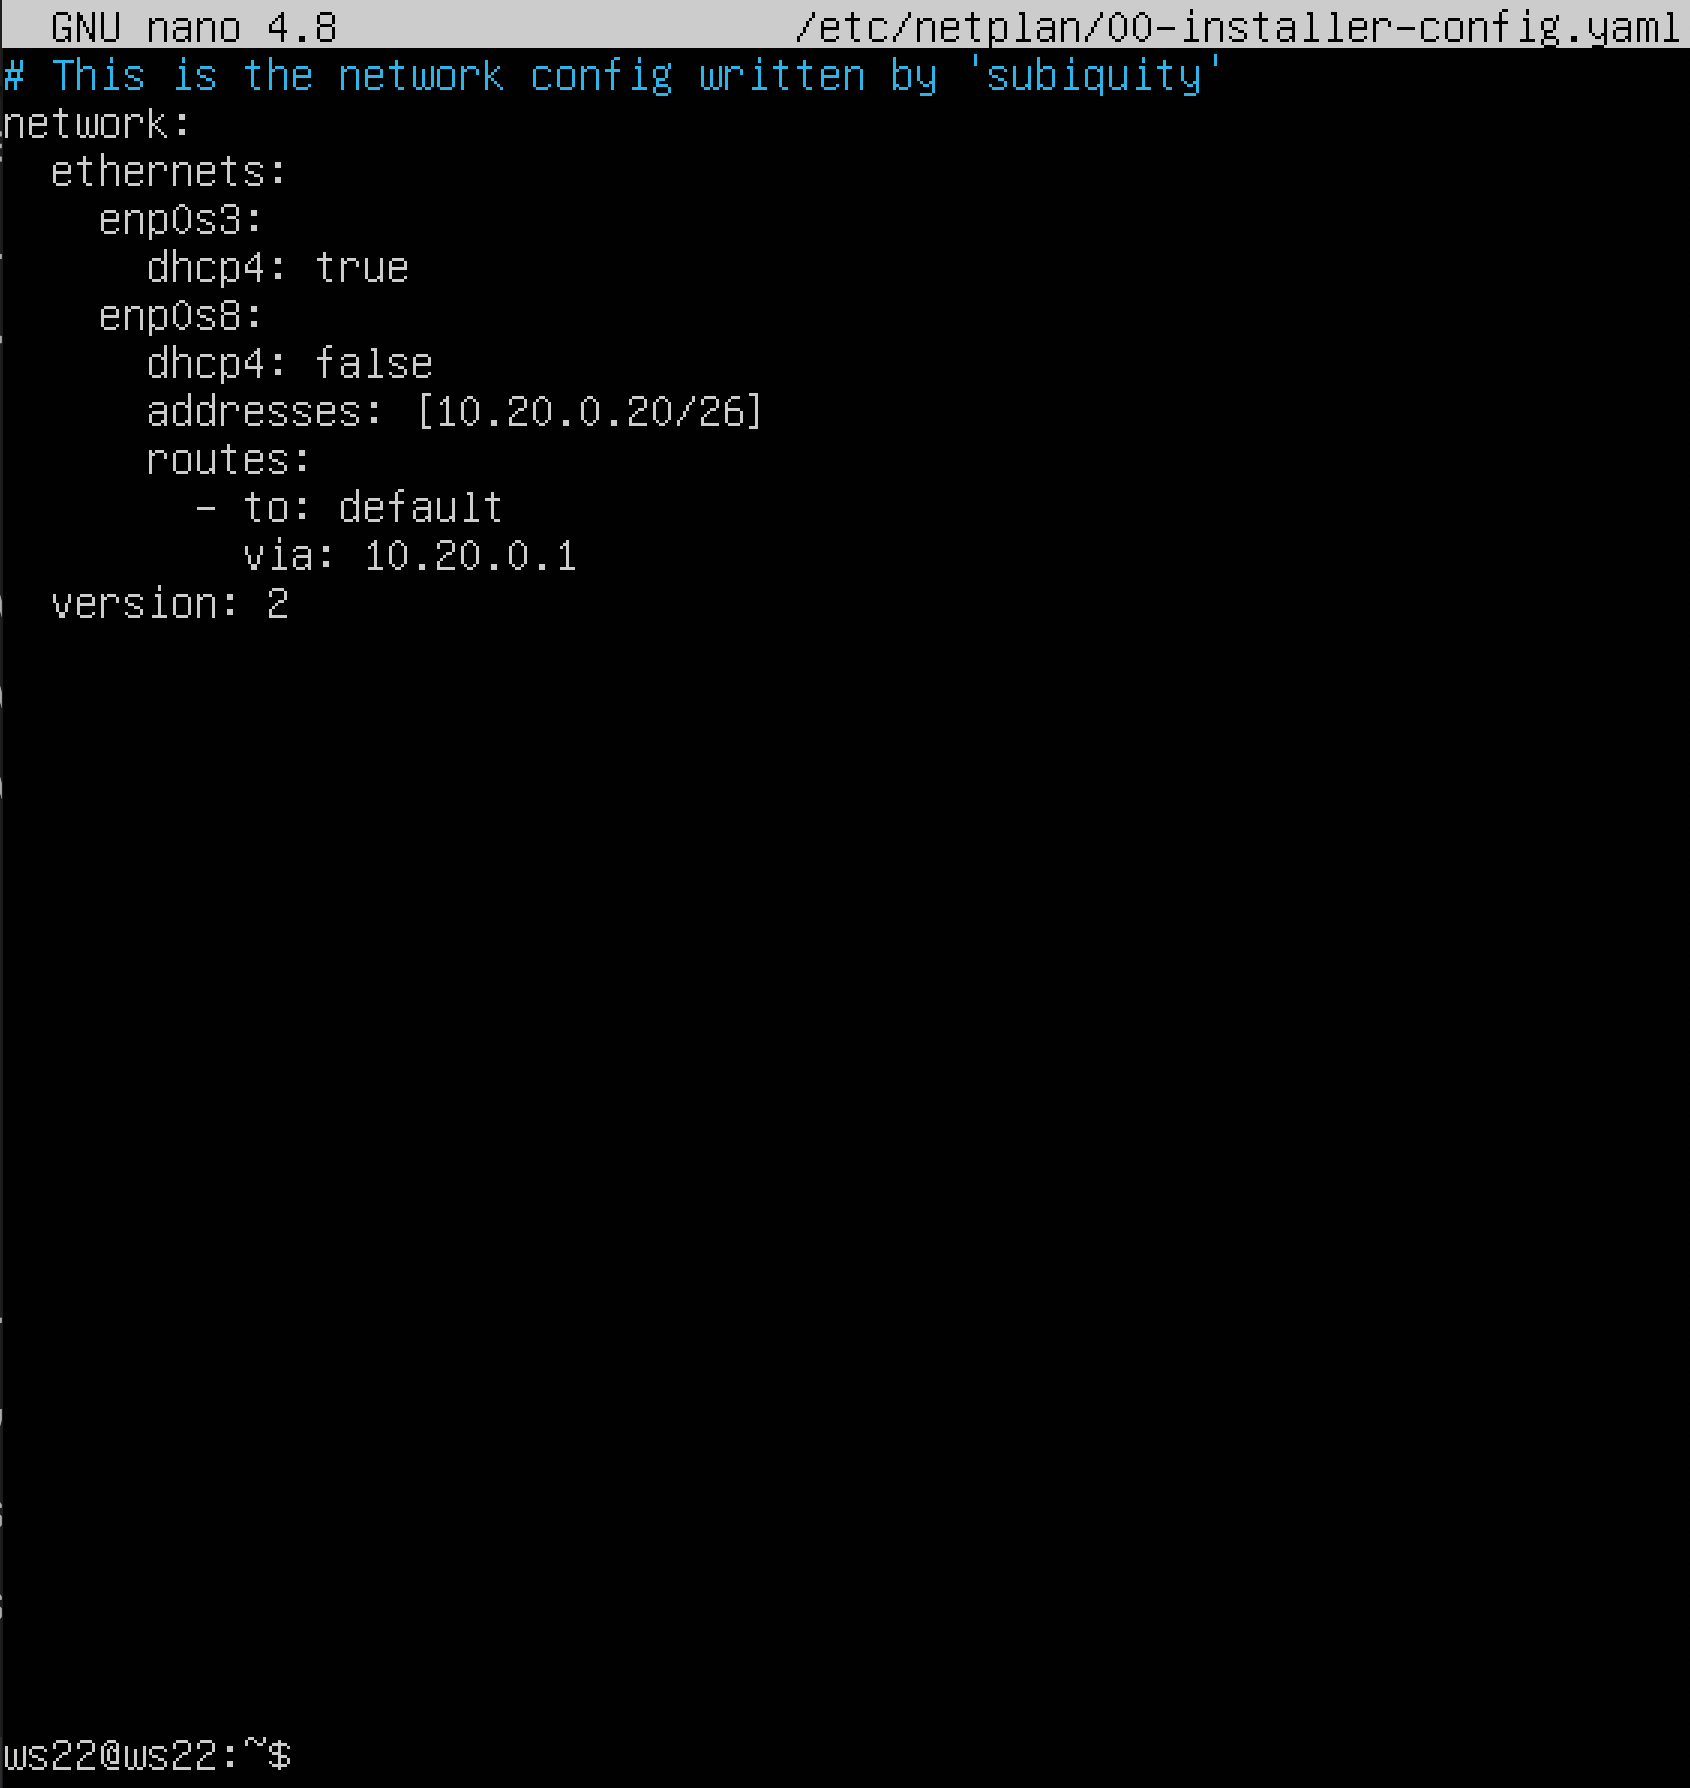 GNU nano 4.8 /etc/netplan/00-installer-config.yaml
# This is the network config written by 'subiquity'
network:
  ethernets:
    enp0s3:
      dhcp4: true
    enp0s8:
      dhcp4: false
      addresses: [10.20.0.20/26]
      routes:
        - to: default
          via: 10.20.0.1
  version: 2
ws22@ws22:~$